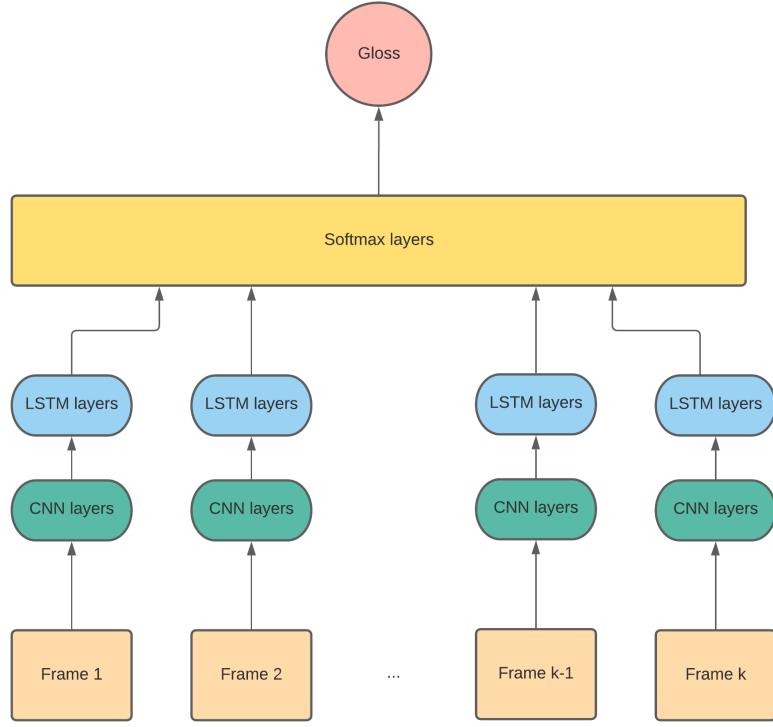 Gloss
Softmax layers
LSTM layers LSTM layers LSTM layers LSTM layers
CNN layers CNN layers CNN layers CNN layers
Frame 1 Frame 2 ... Frame k-1 Frame k